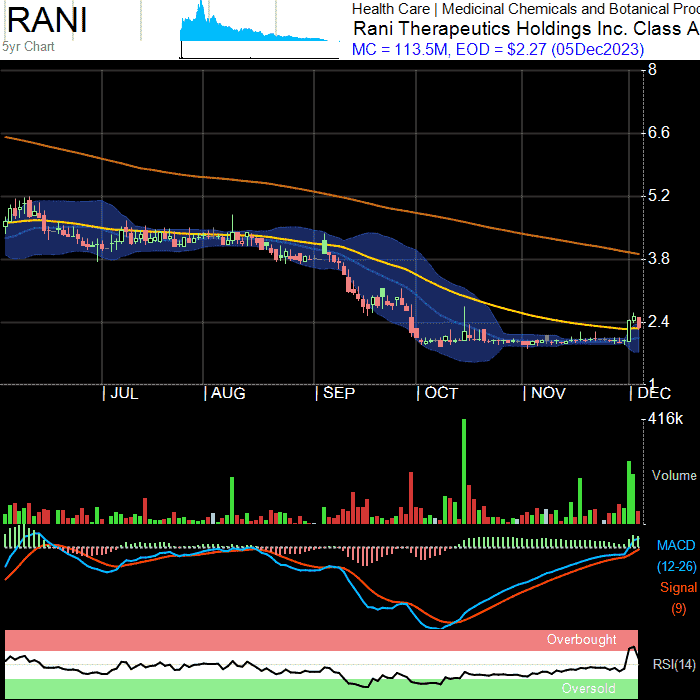 RANI
5yr Chart
Health Care | Medicinal Chemicals and Botanical Proc
Rani Therapeutics Holdings Inc. Class A
MC = 113.5M, EOD = $2.27 (05Dec2023)
8
6.6
5.2
3.8
2.4
1
| JUL | AUG | SEP | OCT | NOV | DEC
416k
Volume
MACD
(12-26)
Signal
(9)
Overbought
RSI(14)
Oversold